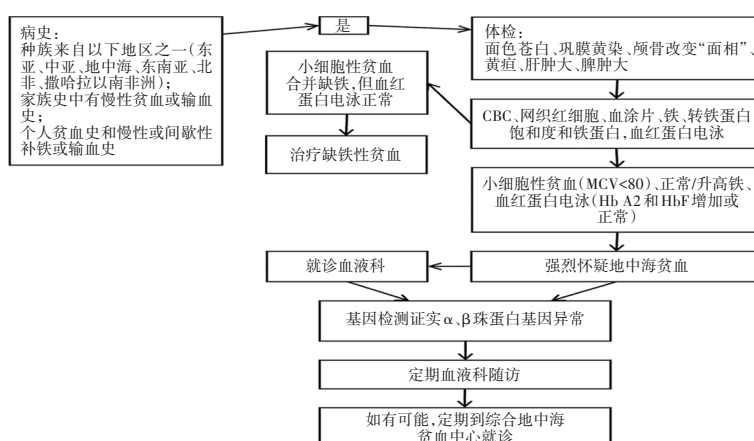 病史:
种族来自以下地区之一(东
亚、中亚、地中海、东南亚、北
非、撒哈拉以南非洲);
家族史中有慢性贫血或输血
史;
个人贫血史和慢性或间歇性
补铁或输血史
是
体检:
面色苍白、巩膜黄染、颅骨改变“面相”、
黄疸、肝肿大、脾肿大
小细胞性贫血
合并缺铁,但血红
蛋白电泳正常
CBC、网织红细胞、血涂片、铁、转铁蛋白
饱和度和铁蛋白,血红蛋白电泳
治疗缺铁性贫血
小细胞性贫血(MCV<80)、正常/升高铁、
血红蛋白电泳(Hb A2和HbF增加或
正常)
就诊血液科
强烈怀疑地中海贫血
基因检测证实α、β珠蛋白基因异常
定期血液科随访
如有可能,定期到综合地中海
贫血中心就诊